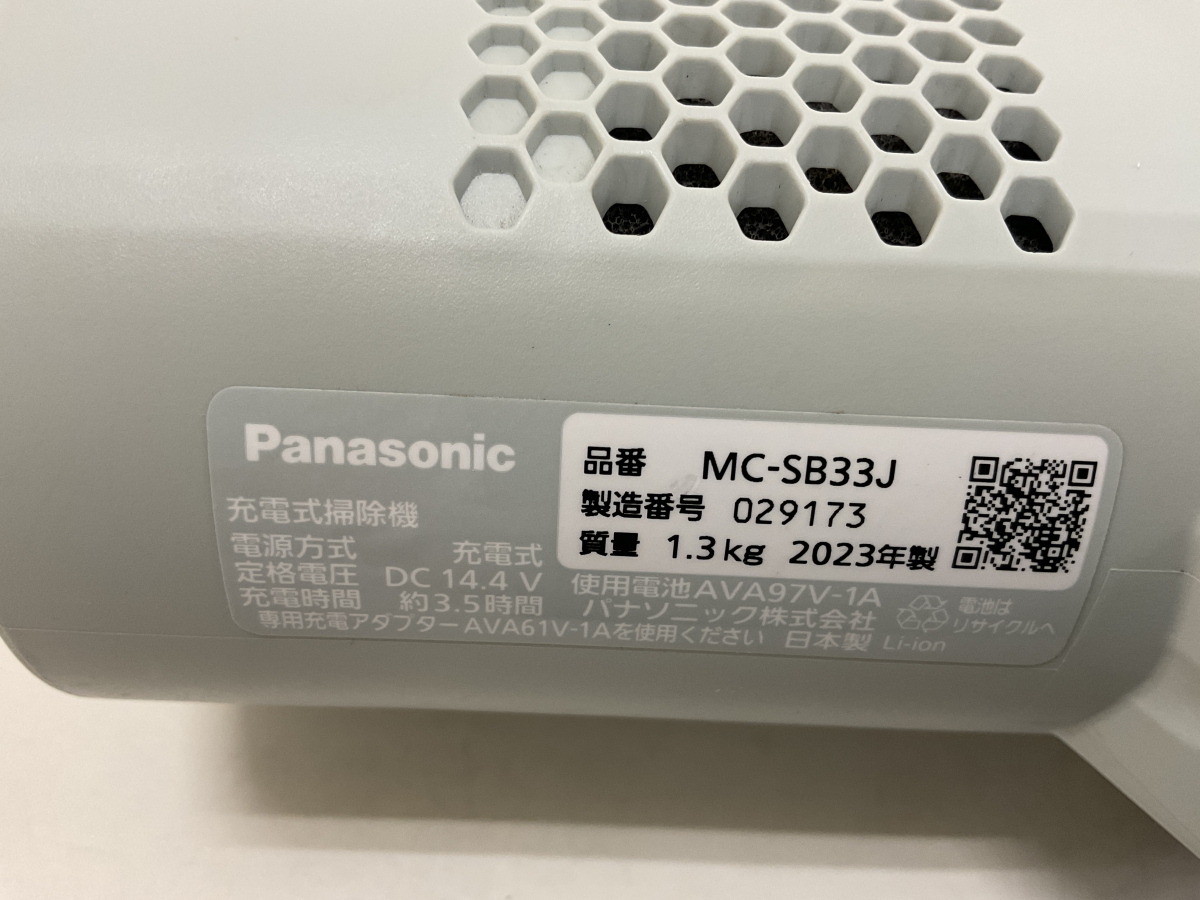 Panasonic
充電式掃除機
電源方式 充電式
定格電圧 DC 14.4 V
充電時間 約3.5時間
専用充電アダプターAVA61V-1Aを使用ください
品番 MC-SB33J
製造番号 029173
質量 1.3kg 2023年製
使用電池AVA97V-1A
パナソニック株式会社
日本製 Li-ion
電池は
リサイクルへ